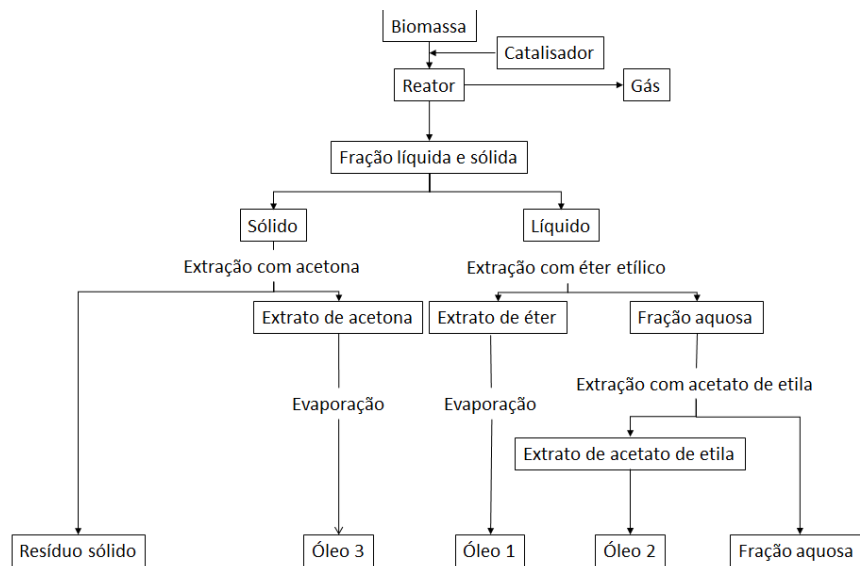 Biomassa
Catalisador
Reator
Gás
Fração líquida e sólida
Sólido
Líquido
Extração com acetona
Extração com éter etílico
Extrato de acetona
Extrato de éter
Fração aquosa
Extração com acetato de etila
Evaporação
Evaporação
Extrato de acetato de etila
Resíduo sólido
Óleo 3
Óleo 1
Óleo 2
Fração aquosa